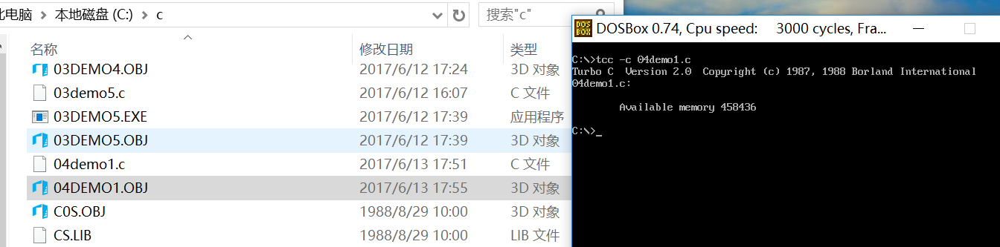 此电脑 > 本地磁盘 (C:) > c
搜索"c"
名称 修改日期 类型
03DEMO4.OBJ 2017/6/12 17:24 3D 对象
03demo5.c 2017/6/12 16:07 C 文件
03DEMO5.EXE 2017/6/12 17:39 应用程序
03DEMO5.OBJ 2017/6/12 17:39 3D 对象
04demo1.c 2017/6/13 17:51 C 文件
04DEMO1.OBJ 2017/6/13 17:55 3D 对象
C0S.OBJ 1988/8/29 10:00 3D 对象
CS.LIB 1988/8/29 10:00 LIB 文件
DOS BOX
DOSBox 0.74, Cpu speed: 3000 cycles, Fra...
C:\>tcc -c 04demo1.c
Turbo C Version 2.0 Copyright (c) 1987, 1988 Borland International
04demo1.c:
Available memory 458436
C:\>_